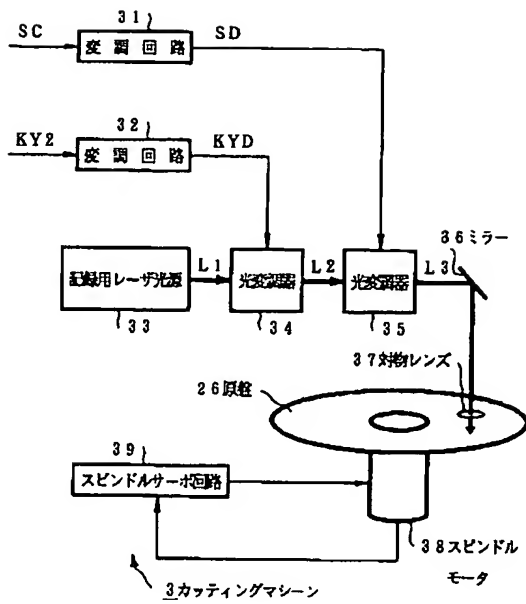 31
SC
変調回路
SD
32
KY2
変調回路
KYD
36ミラー
L1
L2
L3
記録用レーザ光源
光変調器
光変調器
33
34
35
37対物レンズ
26原盤
39
スピンドルサーボ回路
38スピンドル
モータ
3カッティングマシーン